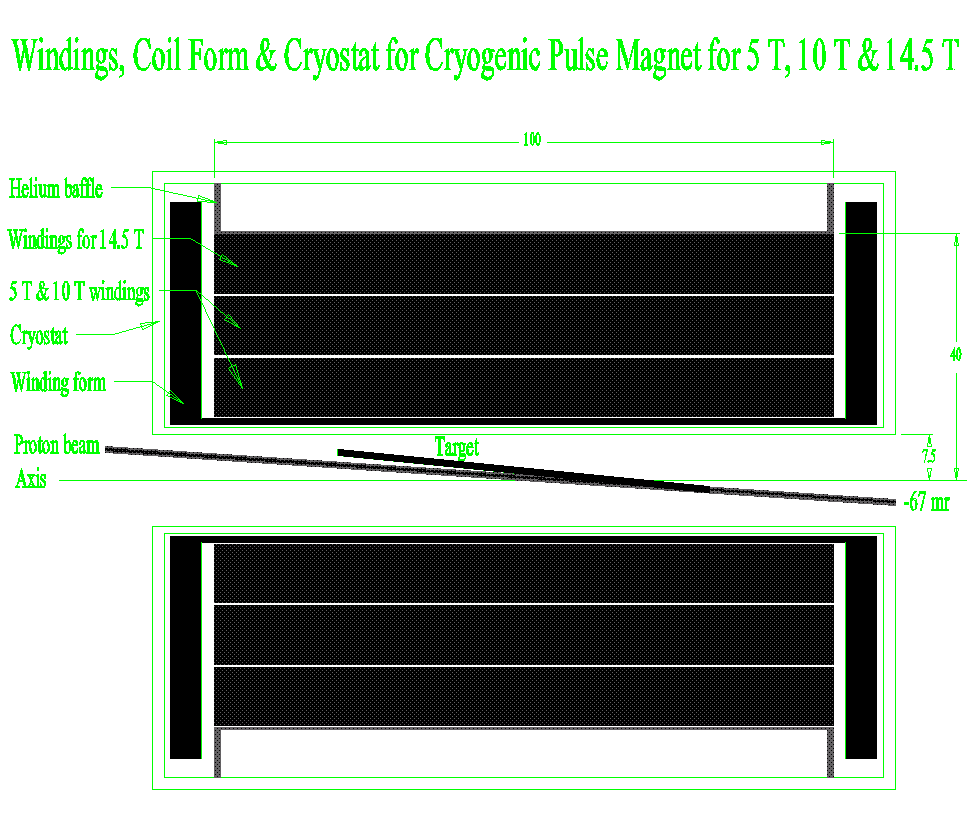 Windings, Coil Form & Cryostat for Cryogenic Pulse Magnet for 5 T, 10 T & 14.5 T
100
Helium baffle
Windings for 14.5 T
5 T & 10 T windings
Cryostat
40
Winding form
Proton beam
Target
7.5
Axis
-67 mr